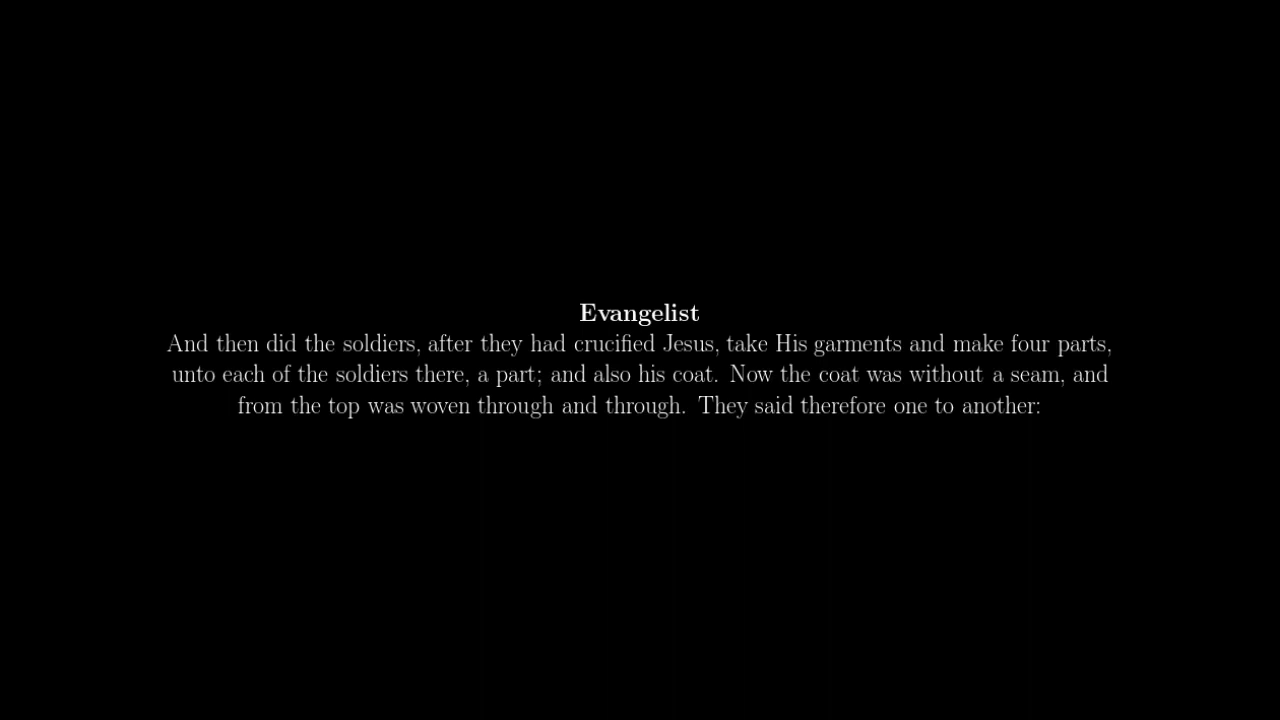 Evangelist
And then did the soldiers, after they had crucified Jesus, take His garments and make four parts,
unto each of the soldiers there, a part; and also his coat. Now the coat was without a seam, and
from the top was woven through and through. They said therefore one to another: